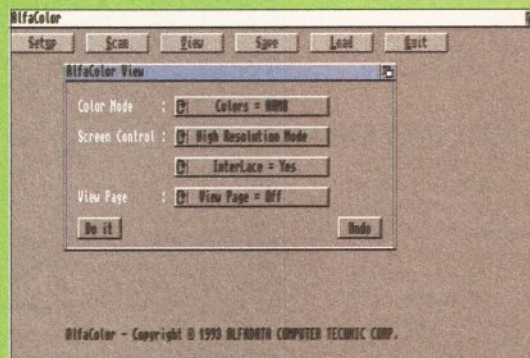 AlfaColor
Setup Scan View Save Load Quit
AlfaColor View
Color Mode : Colors = HAM8
Screen Control : High Resolution Mode
InterLace = Yes
View Page : View Page = Off
Do it Undo
AlfaColor - Copyright © 1993 ALFADATA COMPUTER TECHNIC CORP.